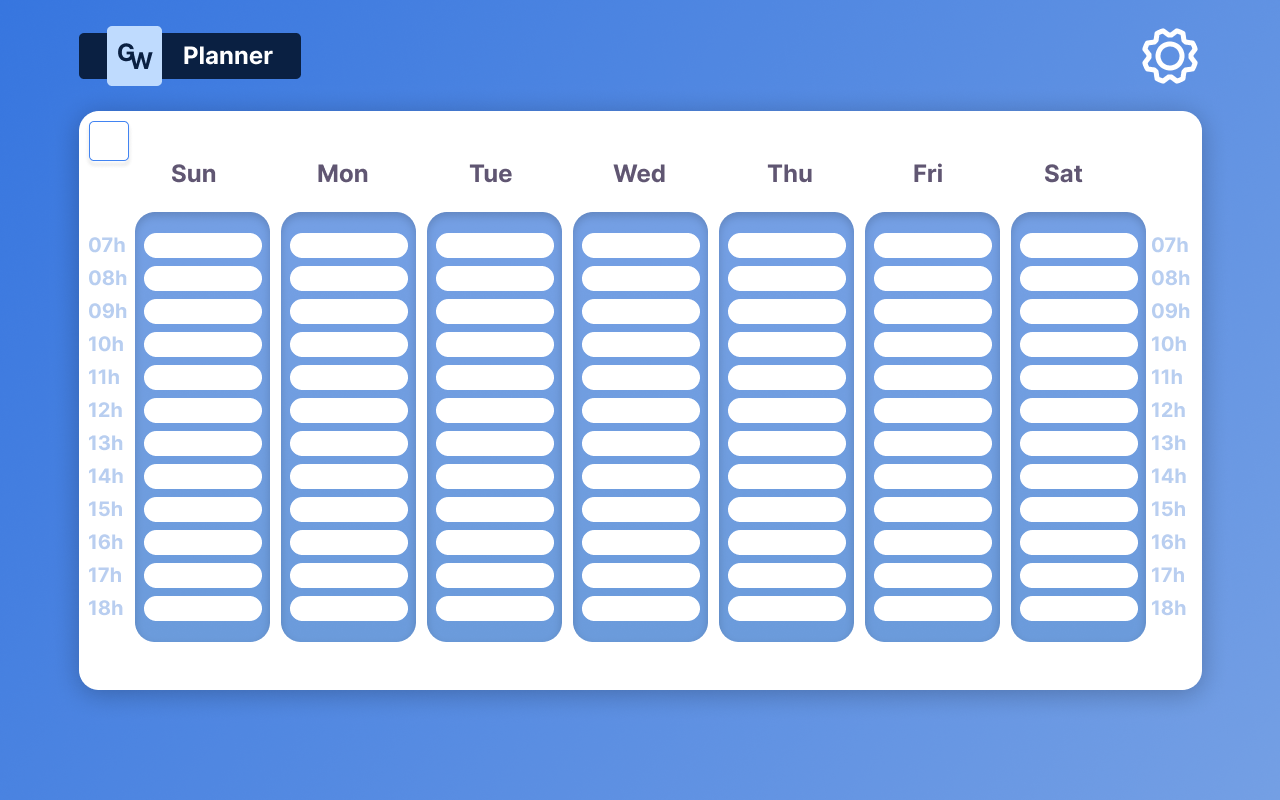 GW Planner
Sun Mon Tue Wed Thu Fri Sat
07h 07h
08h 08h
09h 09h
10h 10h
11h 11h
12h 12h
13h 13h
14h 14h
15h 15h
16h 16h
17h 17h
18h 18h